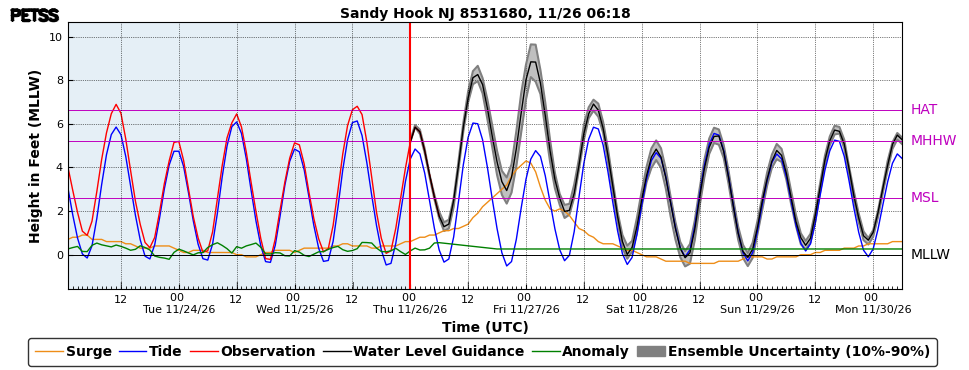 PETSS
Sandy Hook NJ 8531680, 11/26 06:18
Height in Feet (MLLW)
10
8
6
4
2
0
HAT
MHHW
MSL
MLLW
12 00 12 00 12 00 12 00 12 00 12 00 12 00
Tue 11/24/26 Wed 11/25/26 Thu 11/26/26 Fri 11/27/26 Sat 11/28/26 Sun 11/29/26 Mon 11/30/26
Time (UTC)
Surge Tide Observation Water Level Guidance Anomaly Ensemble Uncertainty (10%-90%)